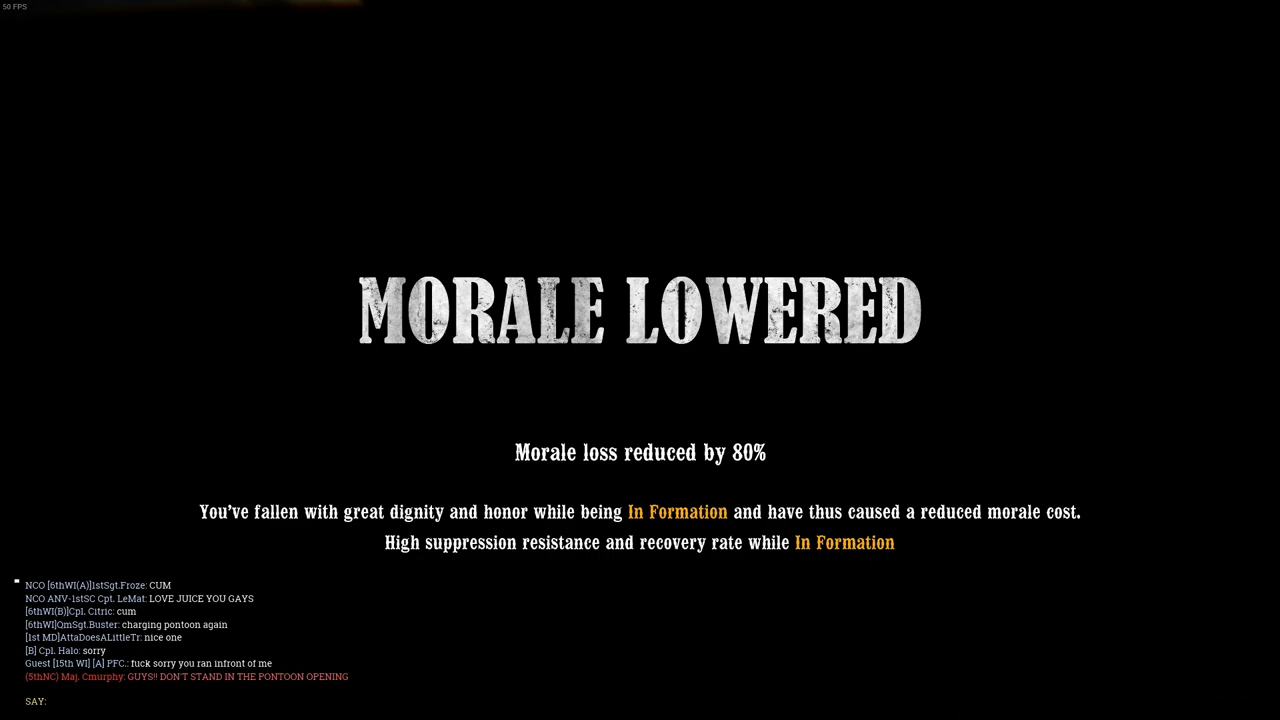 50 FPS
MORALE LOWERED
Morale loss reduced by 80%
You've fallen with great dignity and honor while being In Formation and have thus caused a reduced morale cost.
High suppression resistance and recovery rate while In Formation
NCO [6thWI(A)]1stSgt.Froze: CUM
NCO ANV-1stSC Cpt. LeMat: LOVE JUICE YOU GAYS
[6thWI(B)]Cpl. Citric: cum
[6thWI]QmSgt.Buster: charging pontoon again
[1st MD]AttaDoesALittleTr: nice one
[B] Cpl. Halo: sorry
Guest [15th WI] [A] PFC.: fuck sorry you ran infront of me
(5thNC) Maj. Cmurphy: GUYS!! DON'T STAND IN THE PONTOON OPENING
SAY: